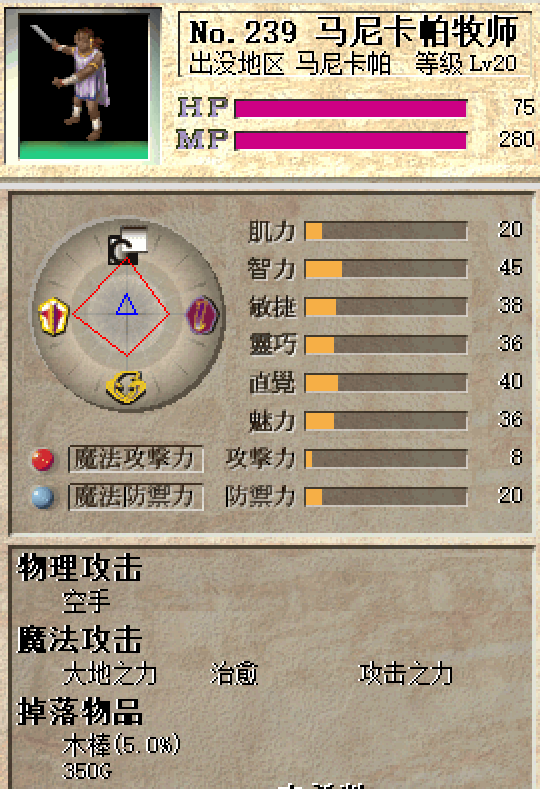 No.239 马尼卡帕牧师
出没地区 马尼卡帕 等级 Lv20
HP 75
MP 280
肌力 20
智力 45
敏捷 38
靈巧 36
直覺 40
魅力 36
魔法攻撃力 攻撃力 8
魔法防禦力 防禦力 20
物理攻击
空手
魔法攻击
大地之力 治愈 攻击之力
掉落物品
木棒(5.0%)
350G